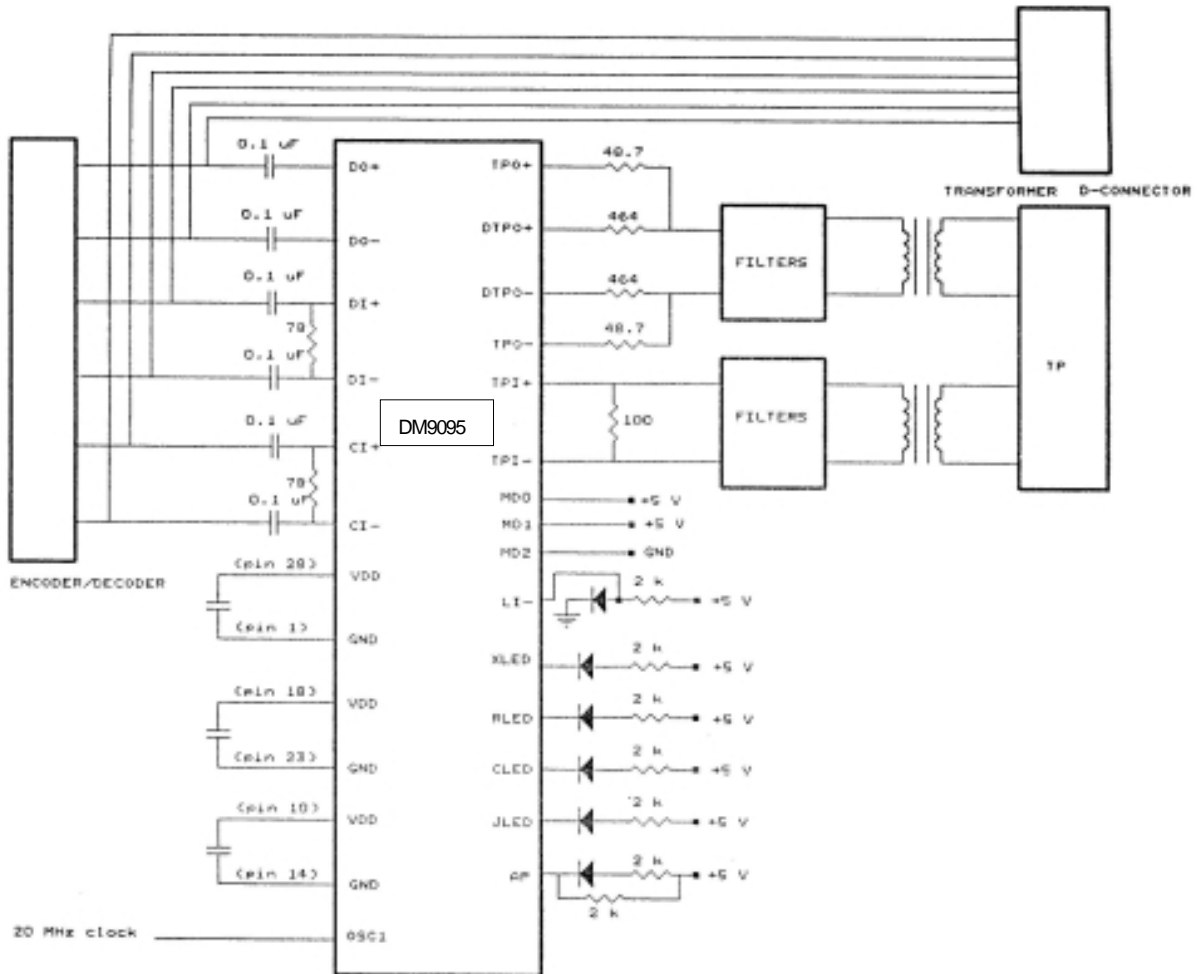 0.1 uF
DO+
TPO+
48.7
TRANSFORMER D-CONNECTOR
0.1 uF
DO-
DTPO+
464
FILTERS
0.1 uF
DI+
DTPO-
464
78
0.1 uF
TPO-
48.7
TP
DI-
TPI+
0.1 uF
DM9095
100
FILTERS
CI+
TPI-
78
0.1 uF
CI-
MD0
+5 V
MD1
+5 V
MD2
GND
ENCODER/DECODER
(pin 28)
VDD
2 k
LI-
+5 V
(pin 1)
GND
XLED
2 k
+5 V
(pin 18)
VDD
RLED
2 k
+5 V
(pin 23)
GND
CLED
2 k
+5 V
(pin 10)
VDD
JLED
2 k
+5 V
(pin 14)
GND
AP
2 k
+5 V
2 k
20 MHz clock
OSC1